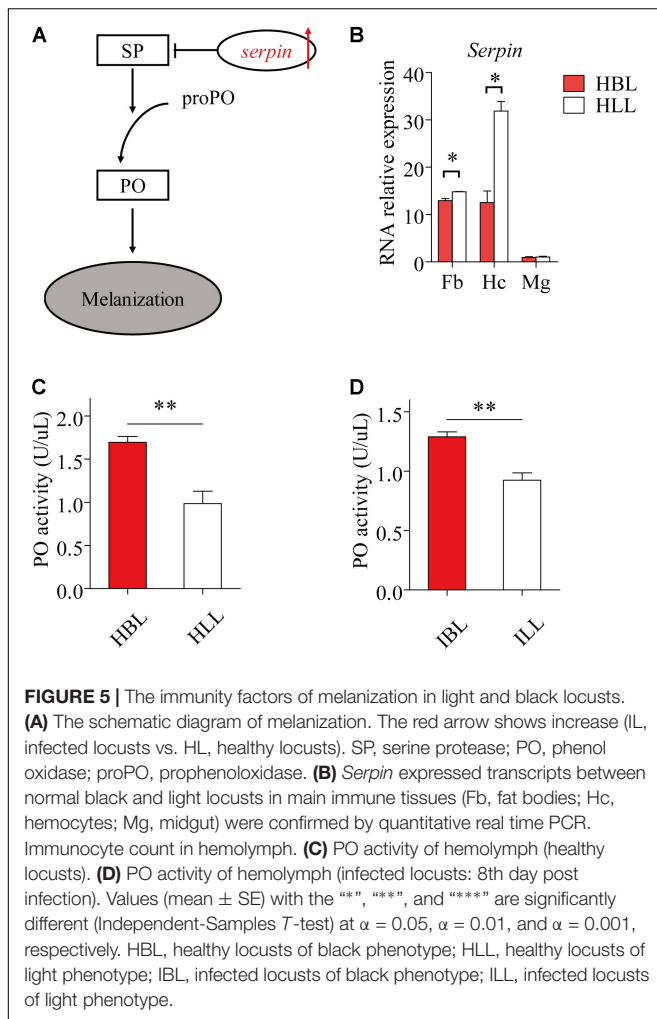 A
SP
serpin
proPO
PO
Melanization
B
Serpin
*
*
HBL
HLL
RNA relative expression
40
30
20
10
0
Fb Hc Mg
C
**
PO activity (U/uL)
2.0
1.5
1.0
0.5
0.0
HBL
HLL
D
**
PO activity (U/uL)
1.5
1.0
0.5
0.0
IBL
ILL
FIGURE 5 | The immunity factors of melanization in light and black locusts.
(A) The schematic diagram of melanization. The red arrow shows increase (IL,
infected locusts vs. HL, healthy locusts). SP, serine protease; PO, phenol
oxidase; proPO, prophenoloxidase. (B) Serpin expressed transcripts between
normal black and light locusts in main immune tissues (Fb, fat bodies; Hc,
hemocytes; Mg, midgut) were confirmed by quantitative real time PCR.
Immunocyte count in hemolymph. (C) PO activity of hemolymph (healthy
locusts). (D) PO activity of hemolymph (infected locusts: 8th day post
infection). Values (mean ± SE) with the “*”, “**”, and “***” are significantly
different (Independent-Samples T-test) at α = 0.05, α = 0.01, and α = 0.001,
respectively. HBL, healthy locusts of black phenotype; HLL, healthy locusts of
light phenotype; IBL, infected locusts of black phenotype; ILL, infected locusts
of light phenotype.